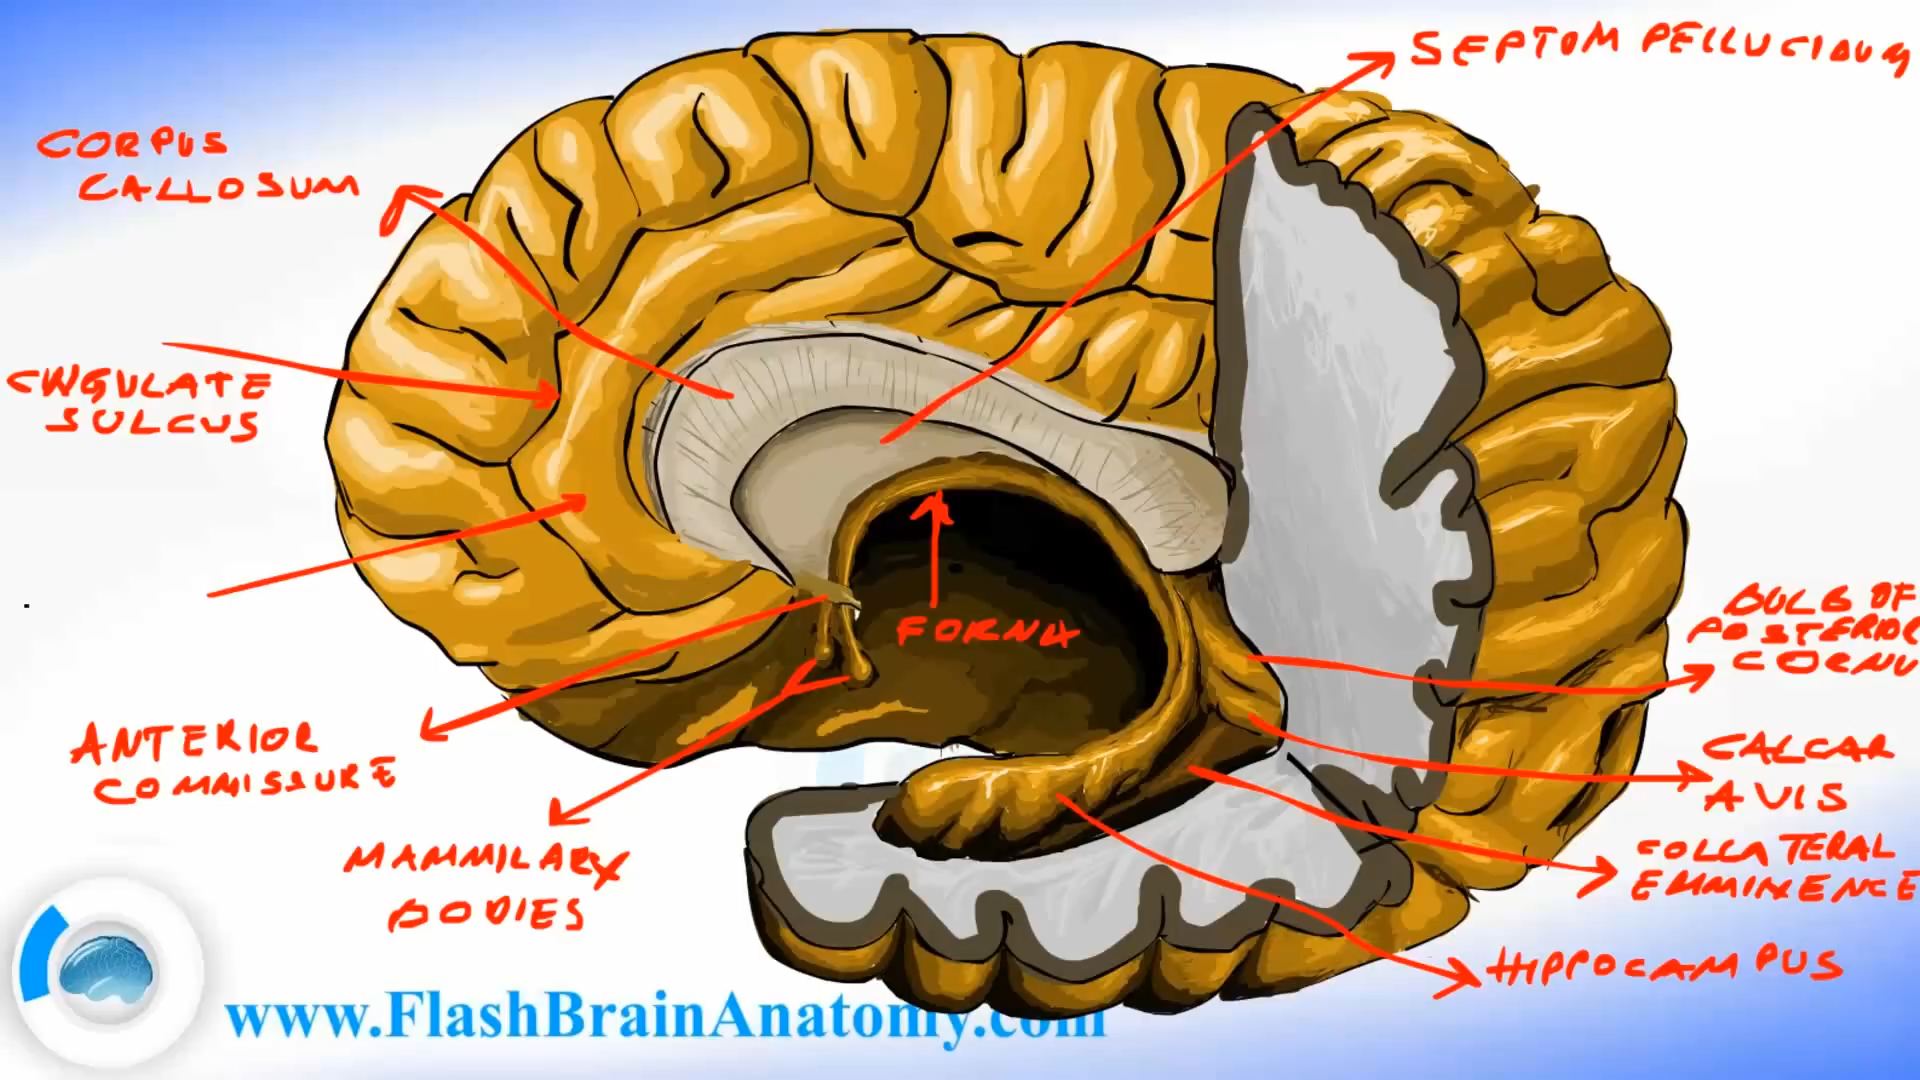 SEPTOM PELLUCIDUM
CORPUS
CALLOSUM
CINGULATE
SULCUS
FORNIX
BULB OF
POSTERIOR
CORNU
ANTERIOR
COMMISSURE
CALCAR
AVIS
MAMMILARY
BODIES
COLLATERAL
EMMINENCE
HIPPOCAMPUS
www.FlashBrainAnatomy.com